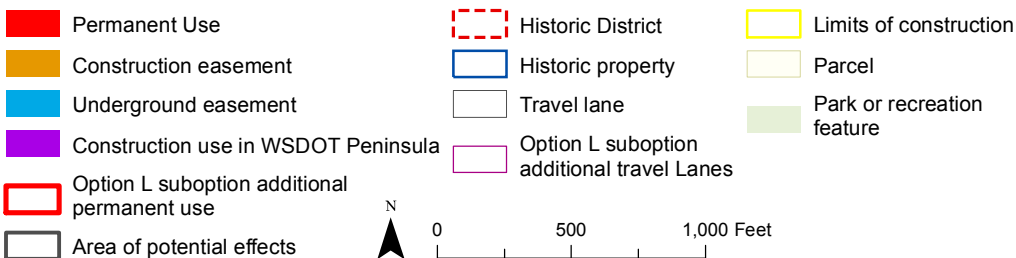 Permanent Use
Construction easement
Underground easement
Construction use in WSDOT Peninsula
Option L suboption additional
permanent use
Area of potential effects
Historic District
Historic property
Travel lane
Option L suboption
additional travel Lanes
Limits of construction
Parcel
Park or recreation
feature
N
0 500 1,000 Feet